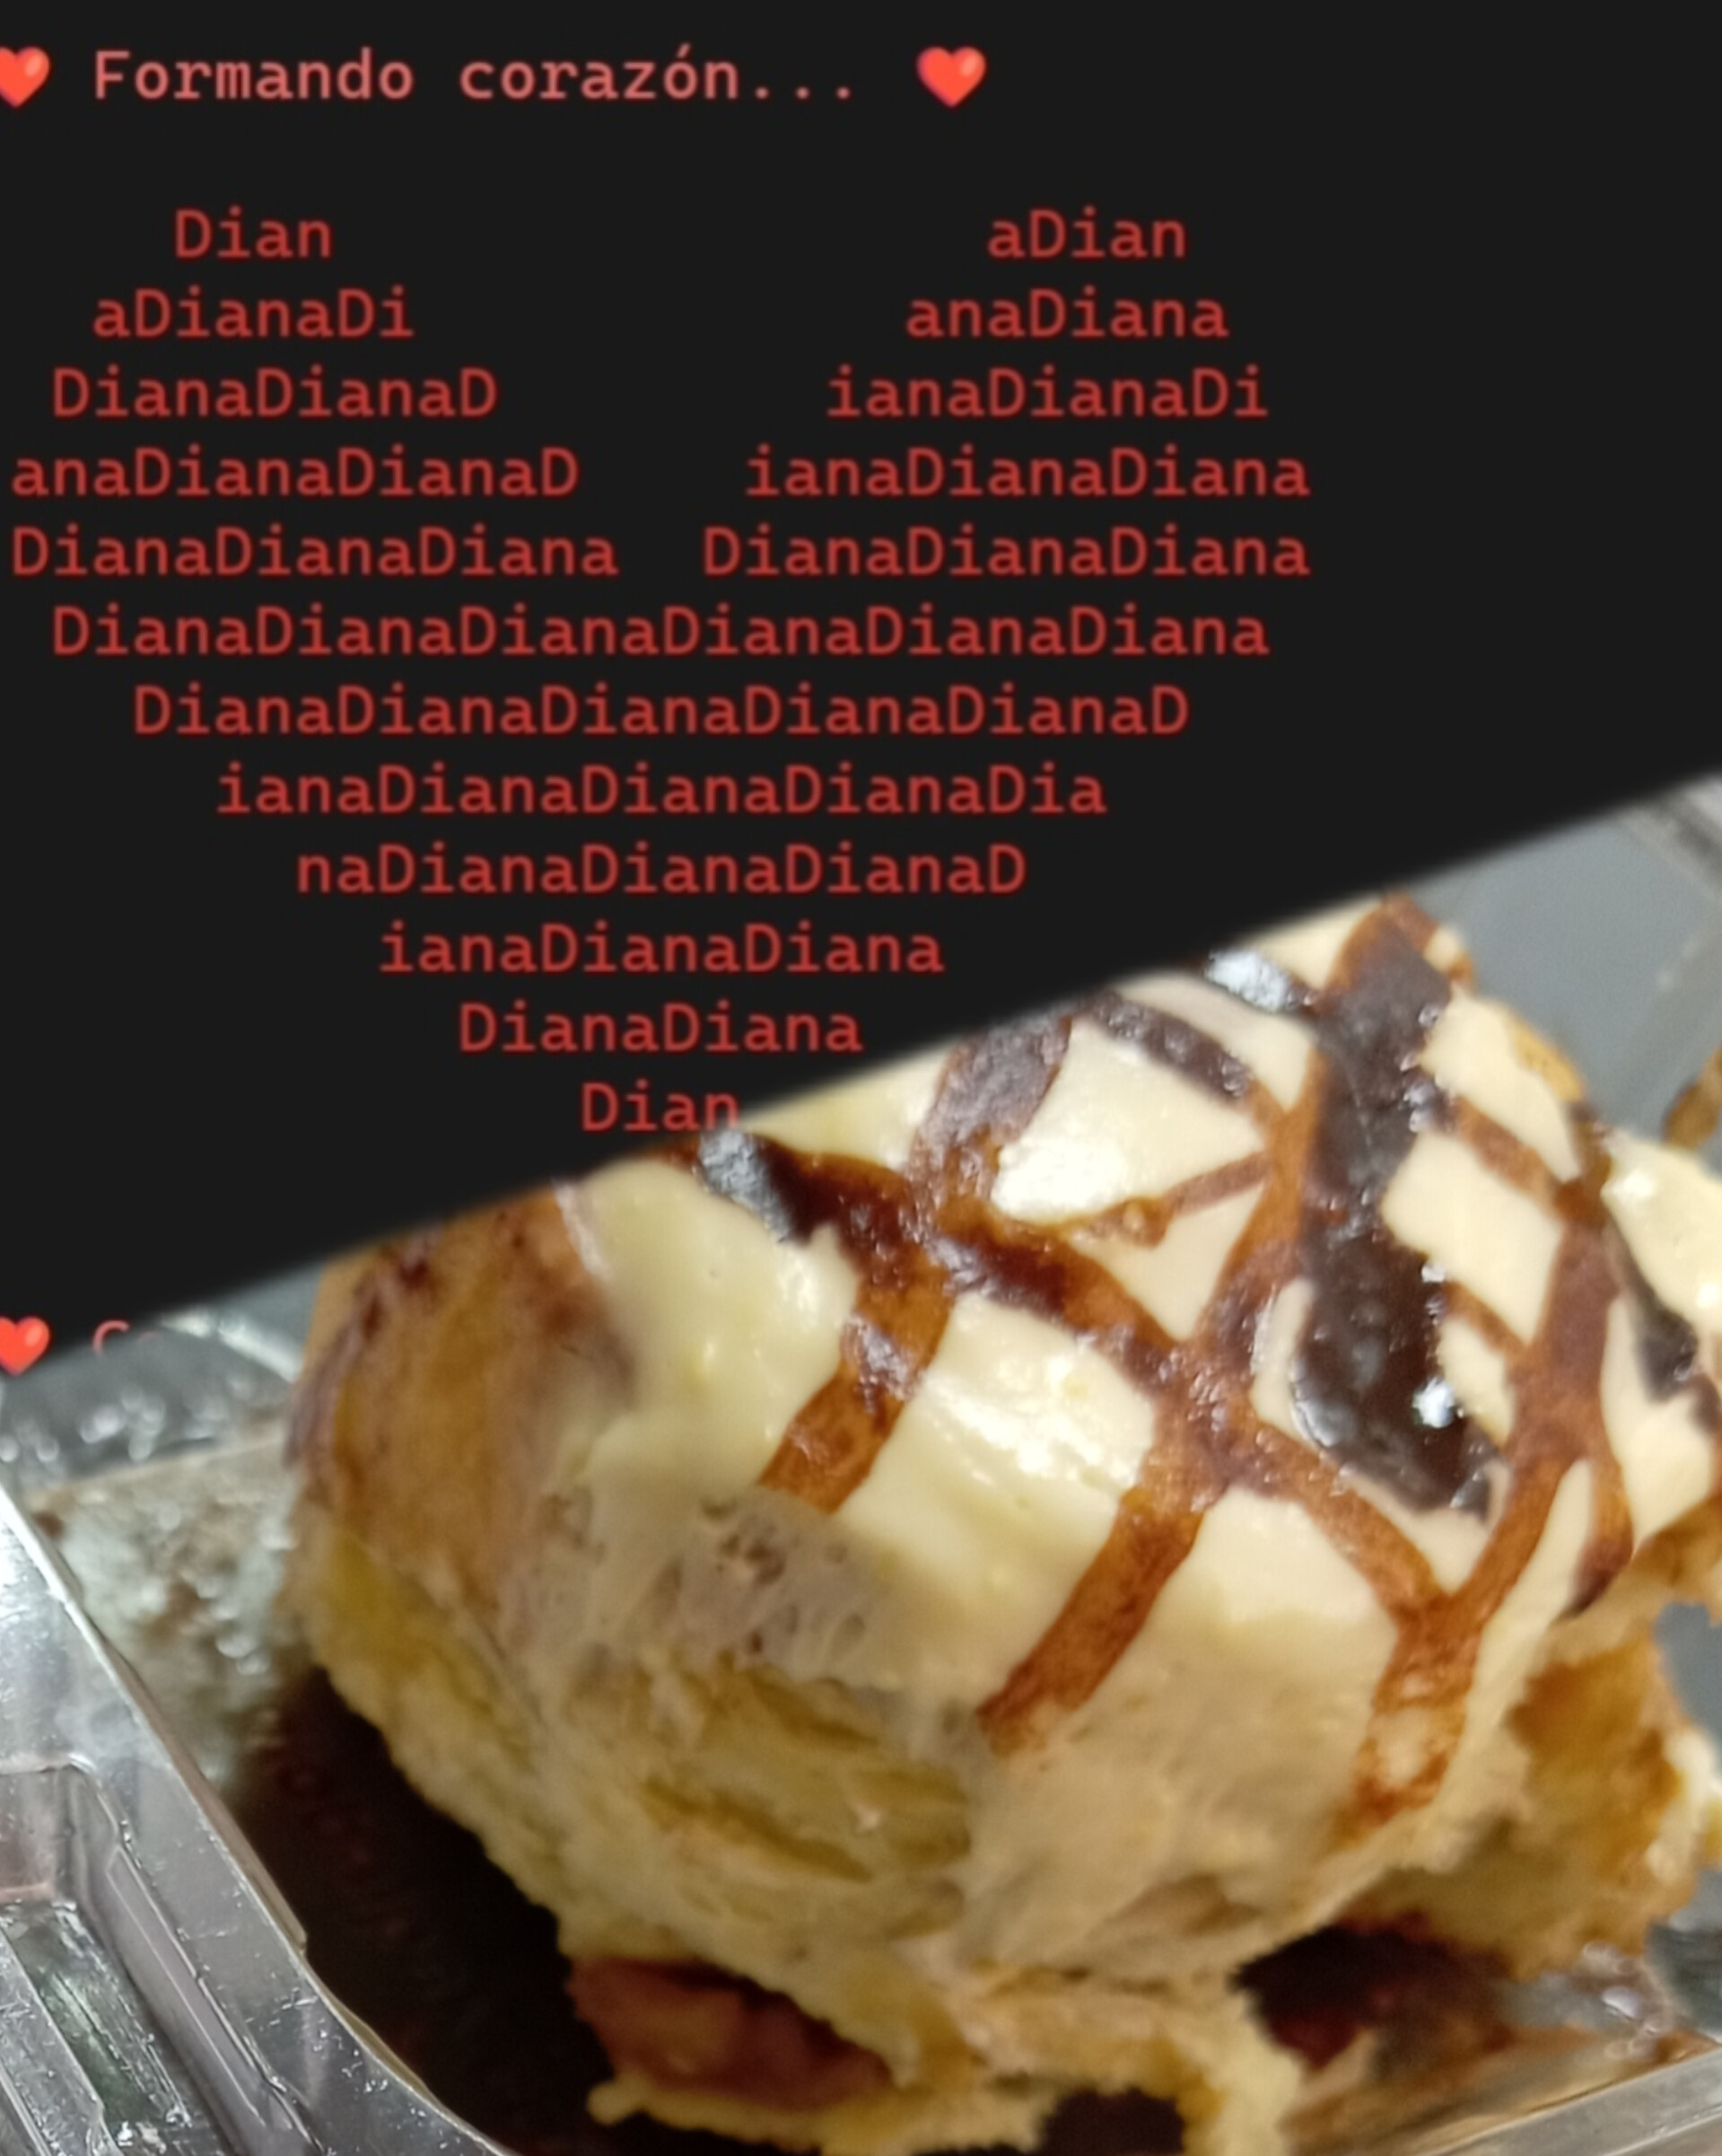 ❤️ Formando corazón... ❤️
Dian aDian
aDianaDi anaDiana
DianaDianaD ianaDianaDi
anaDianaDianaD ianaDianaDiana
DianaDianaDiana DianaDianaDiana
DianaDianaDianaDianaDianaDiana
DianaDianaDianaDianaDianaD
ianaDianaDianaDianaDia
naDianaDianaDianaD
ianaDianaDiana
DianaDiana
Dian
❤️